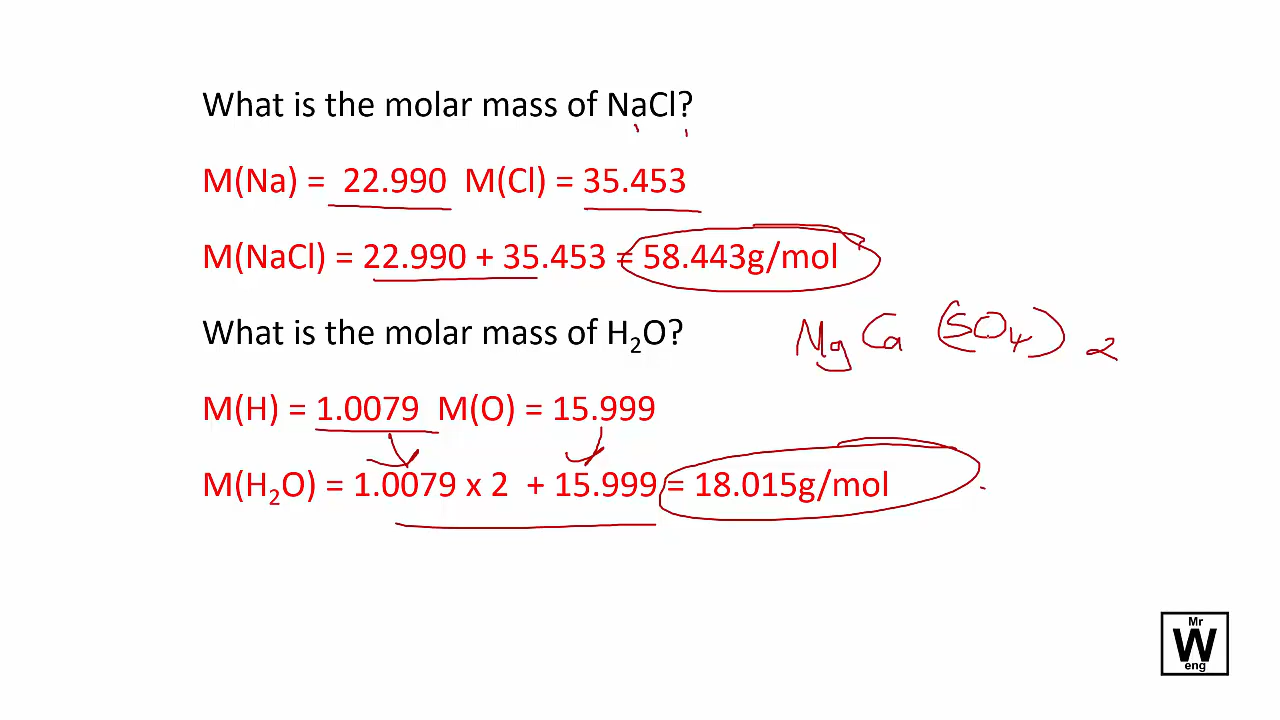 What is the molar mass of NaCl?
M(Na) = 22.990 M(Cl) = 35.453
M(NaCl) = 22.990 + 35.453 = 58.443g/mol
What is the molar mass of H₂O?
MgCa (SO₄)₂
M(H) = 1.0079 M(O) = 15.999
M(H₂O) = 1.0079 x 2 + 15.999 = 18.015g/mol
Mr
W
eng